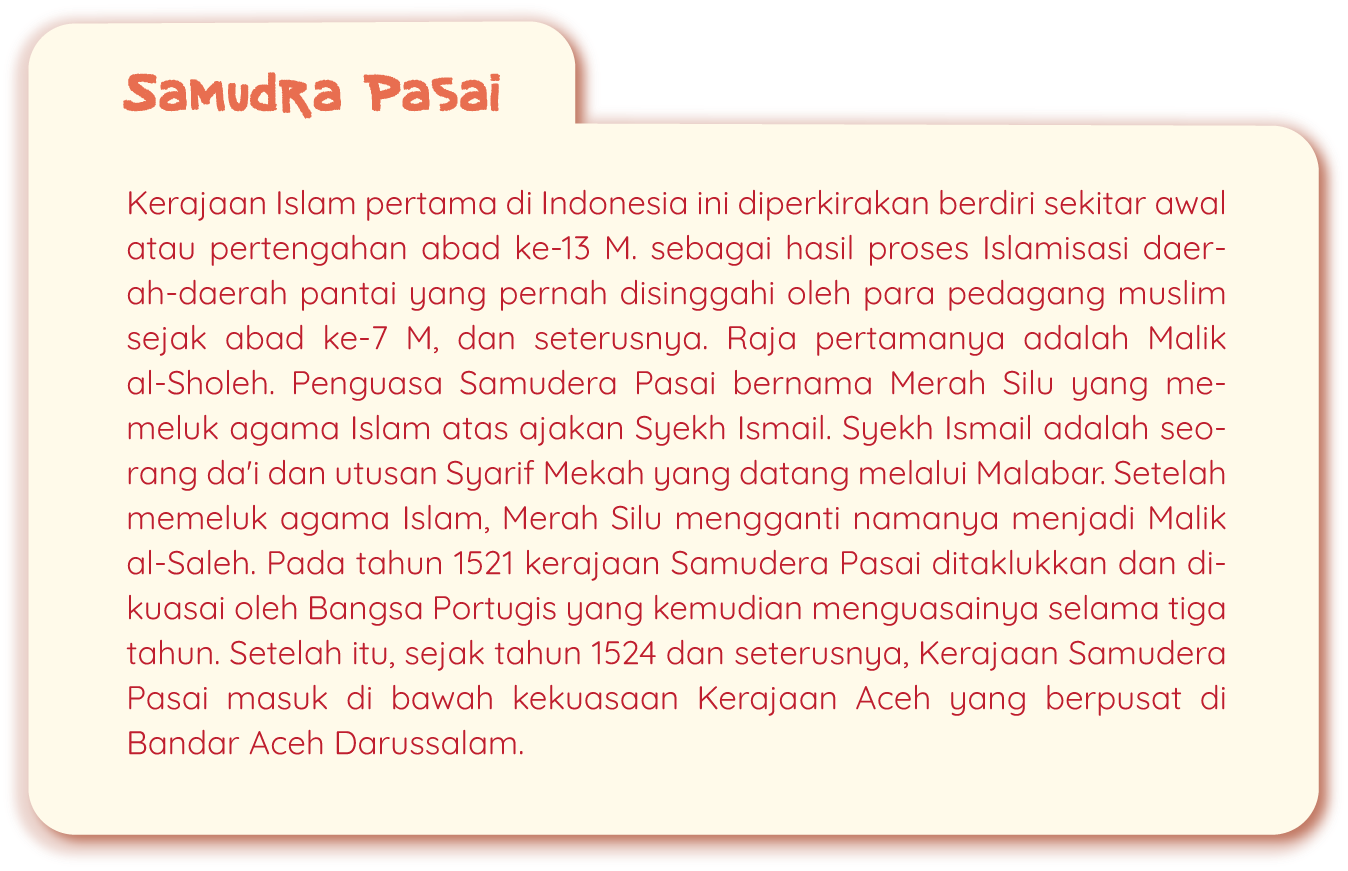 Samudra Pasai
Kerajaan Islam pertama di Indonesia ini diperkirakan berdiri sekitar awal
atau pertengahan abad ke-13 M. sebagai hasil proses Islamisasi daer-
ah-daerah pantai yang pernah disinggahi oleh para pedagang muslim
sejak abad ke-7 M, dan seterusnya. Raja pertamanya adalah Malik
al-Sholeh. Penguasa Samudera Pasai bernama Merah Silu yang me-
meluk agama Islam atas ajakan Syekh Ismail. Syekh Ismail adalah seo-
rang da'i dan utusan Syarif Mekah yang datang melalui Malabar. Setelah
memeluk agama Islam, Merah Silu mengganti namanya menjadi Malik
al-Saleh. Pada tahun 1521 kerajaan Samudera Pasai ditaklukkan dan di-
kuasai oleh Bangsa Portugis yang kemudian menguasainya selama tiga
tahun. Setelah itu, sejak tahun 1524 dan seterusnya, Kerajaan Samudera
Pasai masuk di bawah kekuasaan Kerajaan Aceh yang berpusat di
Bandar Aceh Darussalam.